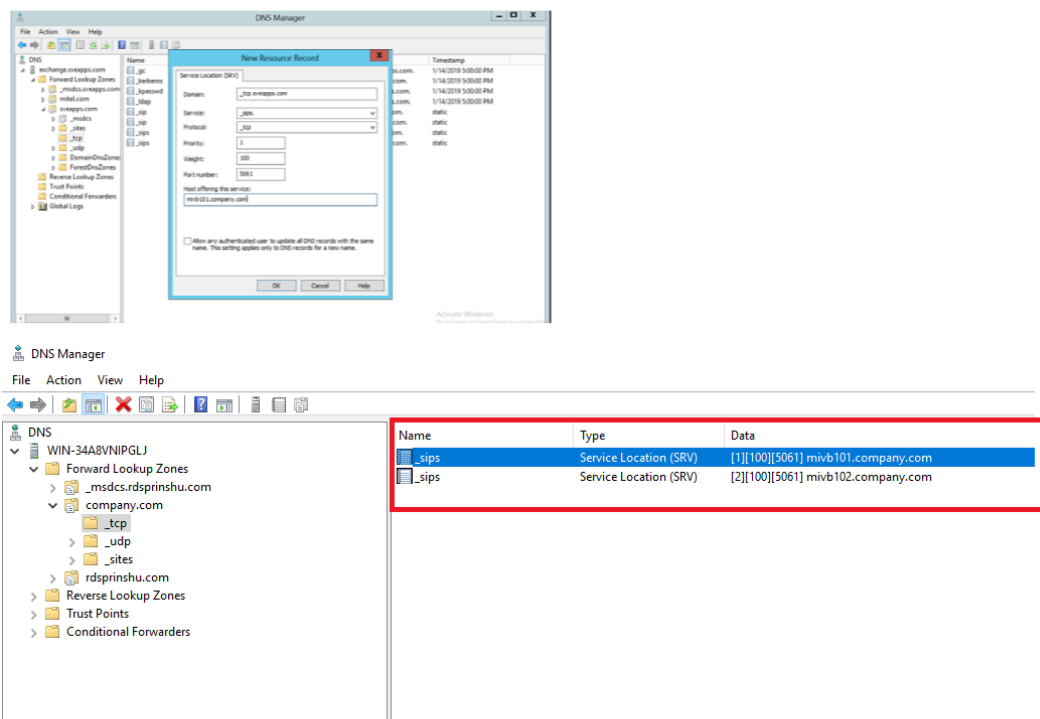 DNS Manager
File Action View Help
DNS
exchange.sveapps.com
Forward Lookup Zones
_msdcs.sveapps.com
mitel.com
sveapps.com
_msdcs
_sites
_tcp
_udp
DomainDnsZones
ForestDnsZones
Reverse Lookup Zones
Trust Points
Conditional Forwarders
Global Logs
Name
_gc
_kerberos
_kpasswd
_ldap
_sip
_sip
_sips
_sips
New Resource Record
Service Location (SRV)
Domain: _tcp.sveapps.com
Service: _sips.
Protocol: _tcp
Priority: 1
Weight: 100
Port number: 5061
Host offering this service:
mivb101.company.com
Allow any authenticated user to update all DNS records with the same
name. This setting applies only to DNS records for a new name.
OK Cancel Help
Timestamp
ps.com. 1/14/2019 5:00:00 PM
com. 1/14/2019 5:00:00 PM
s.com. 1/14/2019 5:00:00 PM
s.com. 1/14/2019 5:00:00 PM
om. static
com. static
om. static
com. static
Activate Windows
DNS Manager
File Action View Help
DNS
WIN-34A8VNIPGLJ
Forward Lookup Zones
_msdcs.rdsprinshu.com
company.com
_tcp
_udp
_sites
rdsprinshu.com
Reverse Lookup Zones
Trust Points
Conditional Forwarders
Name Type Data
_sips Service Location (SRV) [1][100][5061] mivb101.company.com
_sips Service Location (SRV) [2][100][5061] mivb102.company.com